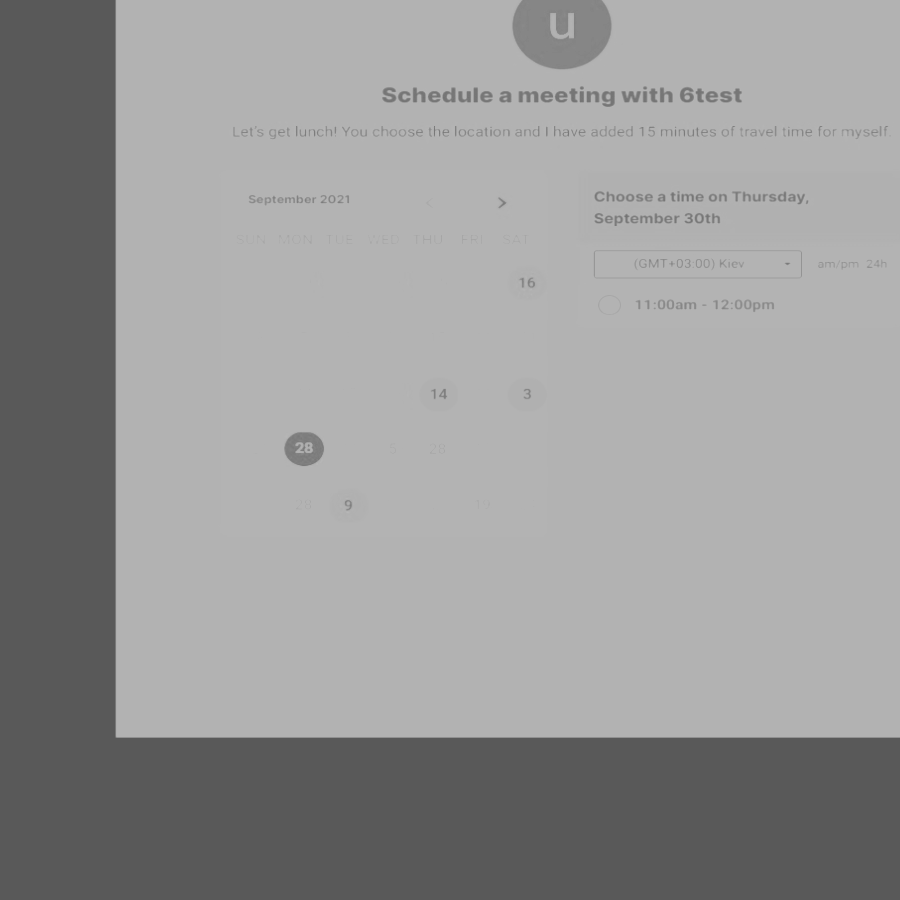 u
Schedule a meeting with 6test
Let's get lunch! You choose the location and I have added 15 minutes of travel time for myself.
September 2021
SUN MON TUE WED THU FRI SAT
16
14 3
28 28
28 9
Choose a time on Thursday,
September 30th
(GMT+03:00) Kiev am/pm 24h
11:00am - 12:00pm